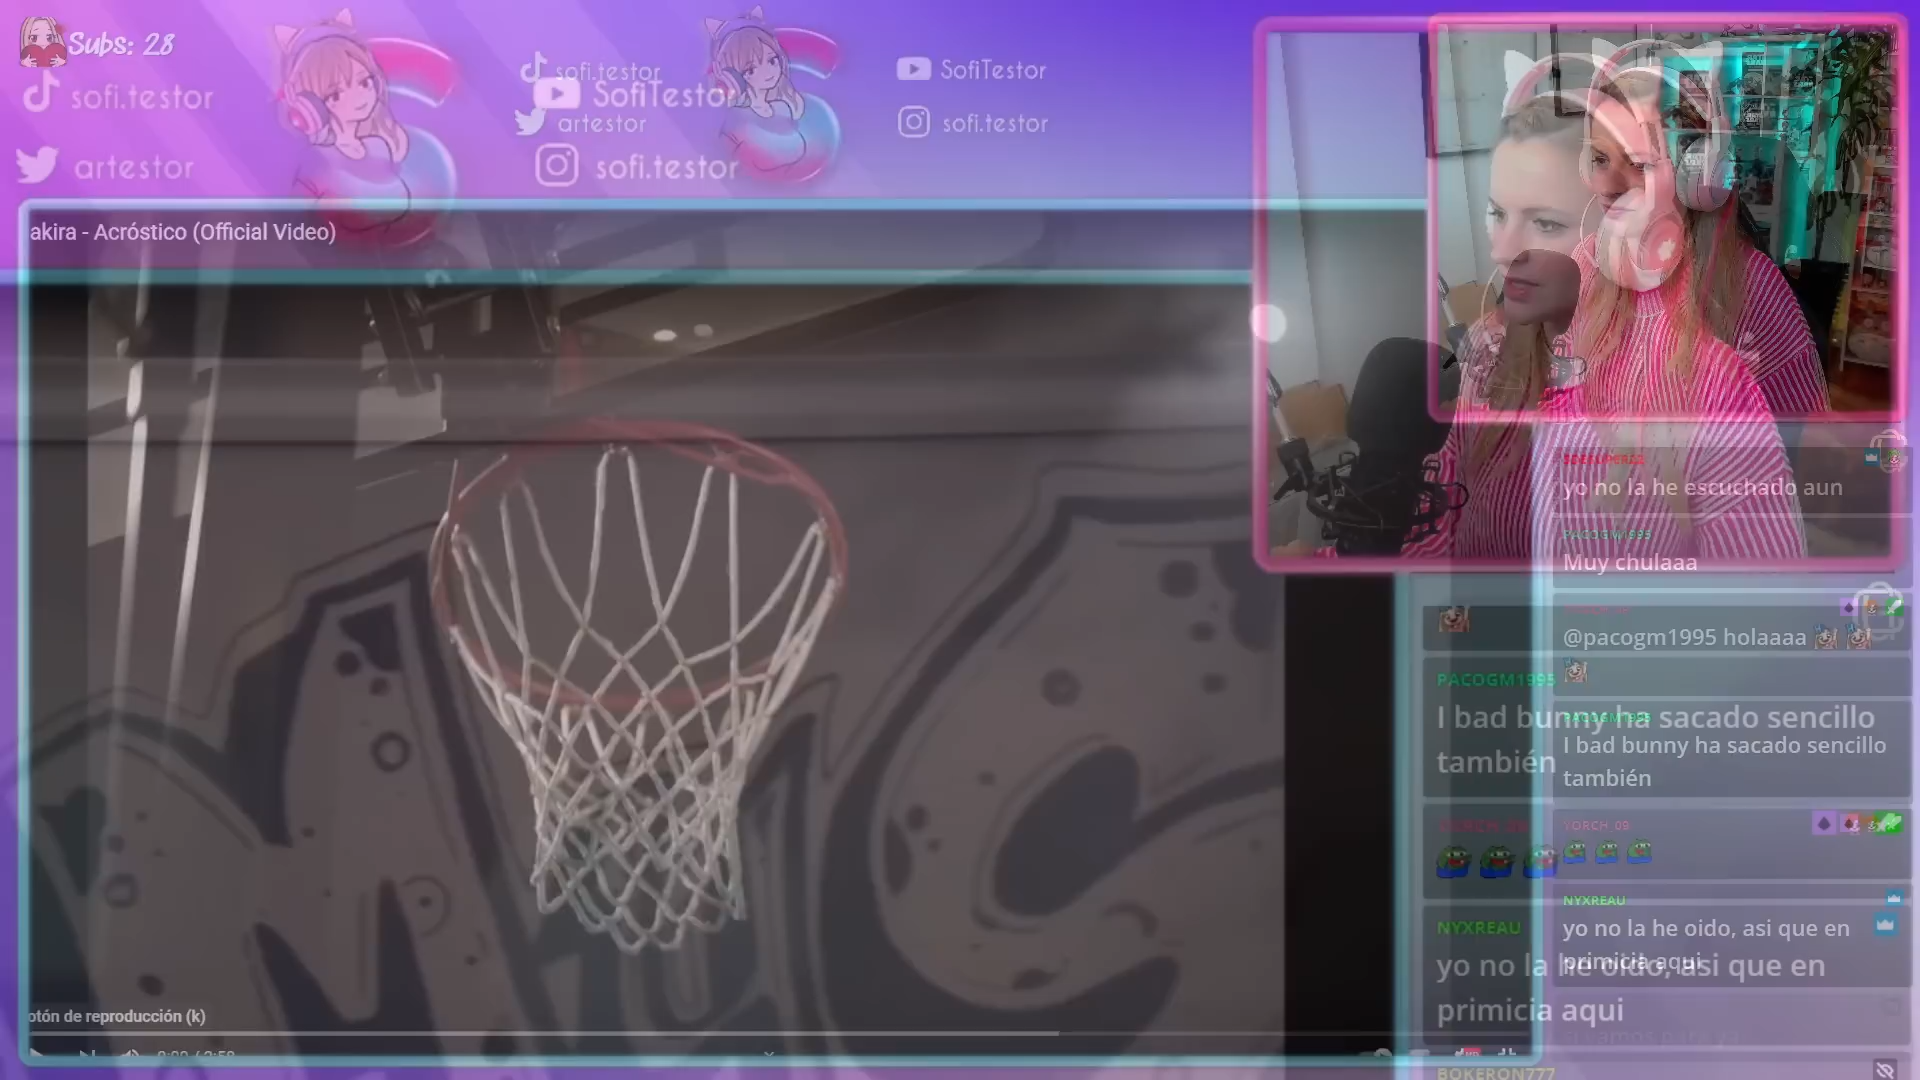 Subs: 28
sofi.testor
artestor
SofiTestor
sofi.testor
sofi.testor
artestor
SofiTestor
sofi.testor
akira - Acróstico (Official Video)
yo no la he escuchado aun
PACOGM1995
Muy chulaaa
@pacogm1995 holaaaa
PACOGM1995
I bad bunny ha sacado sencillo
también
PACOGM1995
I bad bunny ha sacado sencillo
también
YORCH_09
NYXREAU
yo no la he oido, asi que en
primicia aqui
NYXREAU
yo no la he oido, asi que en
primicia aqui
BOKERON777
otón de reproducción (k)